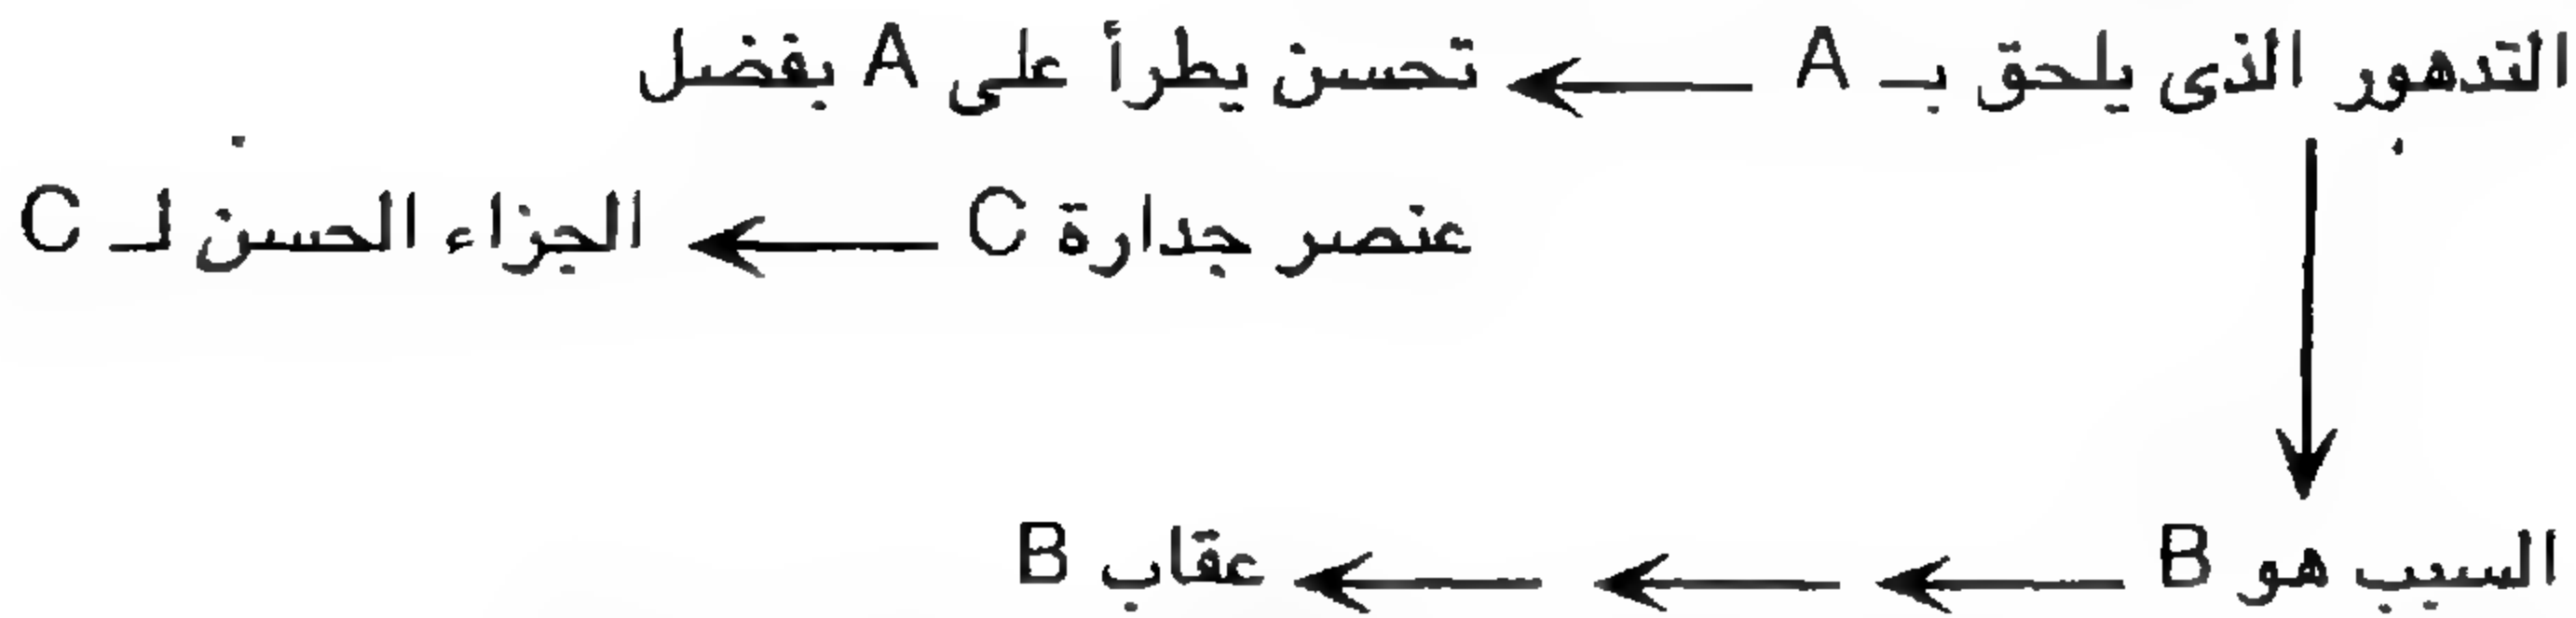 التدهور الذى يلحق بـ A ← تحسن يطرأ على A بفضل
عنصر جدارة C ← الجزاء الحسن لـ C
السبب هو B ← ← ← عقاب B